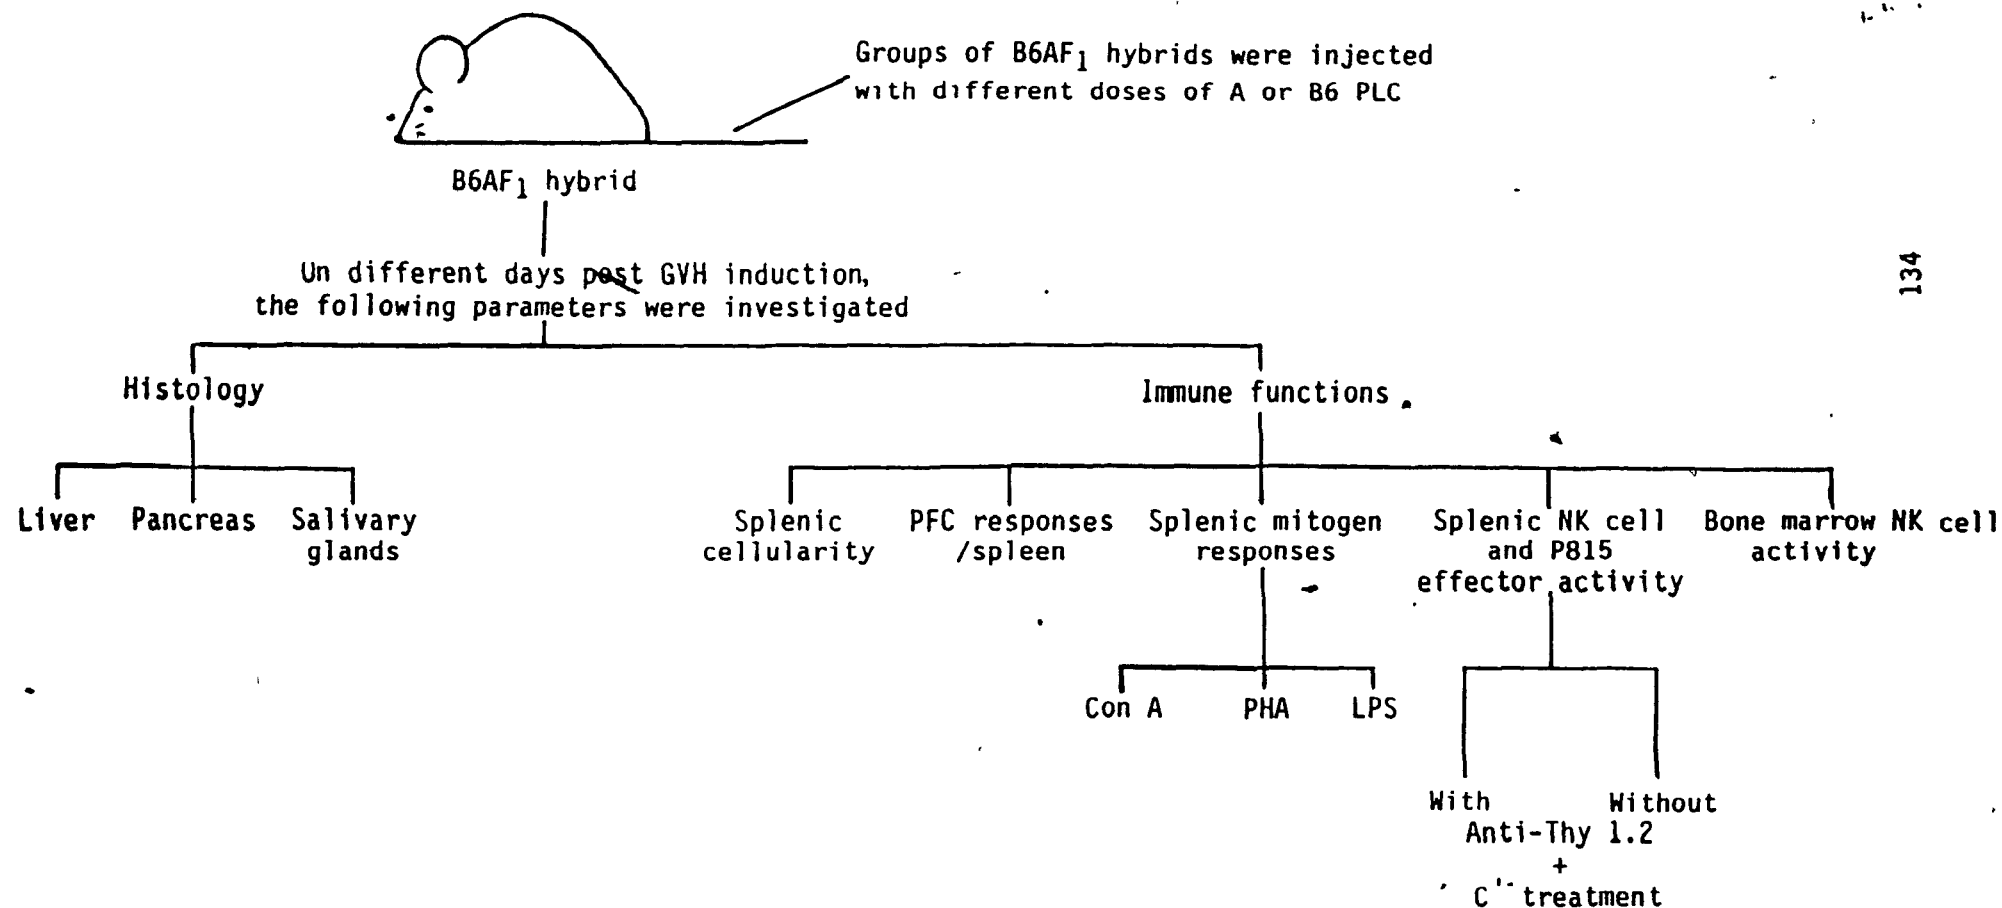 Groups of B6AF1 hybrids were injected
with different doses of A or B6 PLC
B6AF1 hybrid
134
Un different days post GVH induction,
the following parameters were investigated
Histology
Immune functions
Liver
Pancreas
Salivary
glands
Splenic
cellularity
PFC responses
/spleen
Splenic mitogen
responses
Splenic NK cell
and P815
effector activity
Bone marrow NK cell
activity
Con A
PHA
LPS
With
Without
Anti-Thy 1.2
+
C' treatment